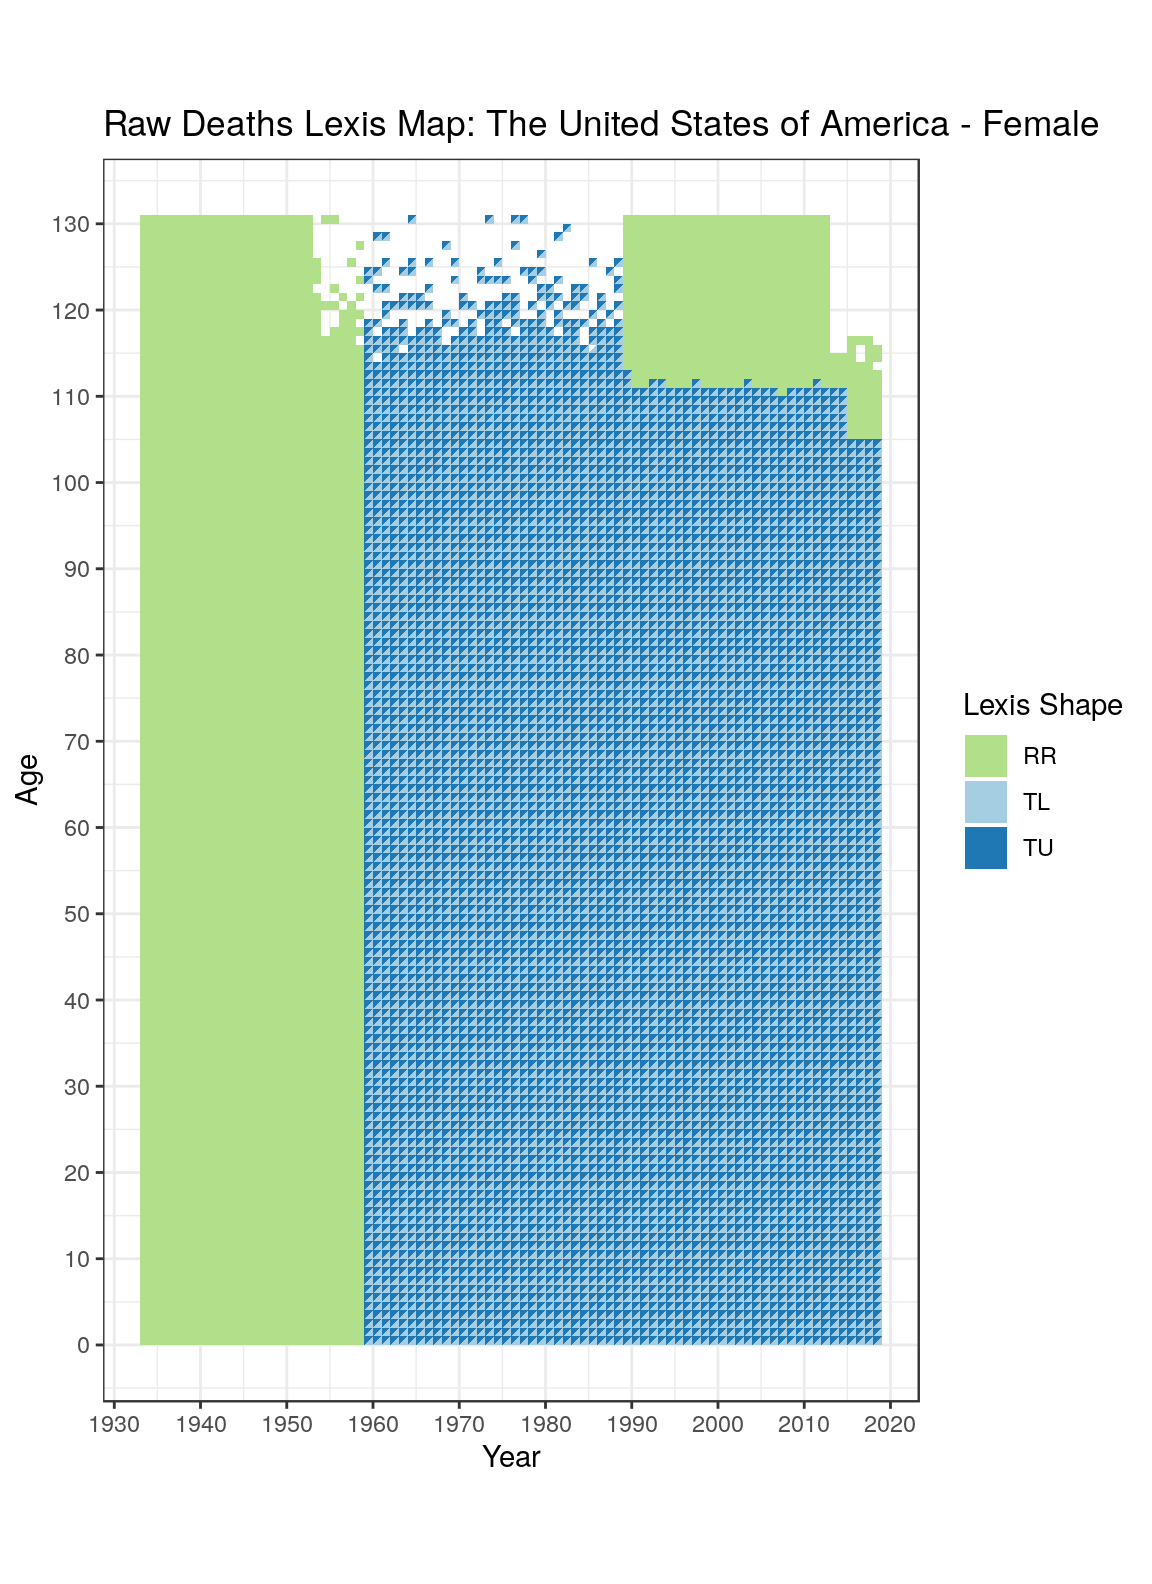 Raw Deaths Lexis Map: The United States of America - Female
130
120
110
100
90
80
70
60
50
40
30
20
10
0
Age
1930 1940 1950 1960 1970 1980 1990 2000 2010 2020
Year
Lexis Shape
RR
TL
TU